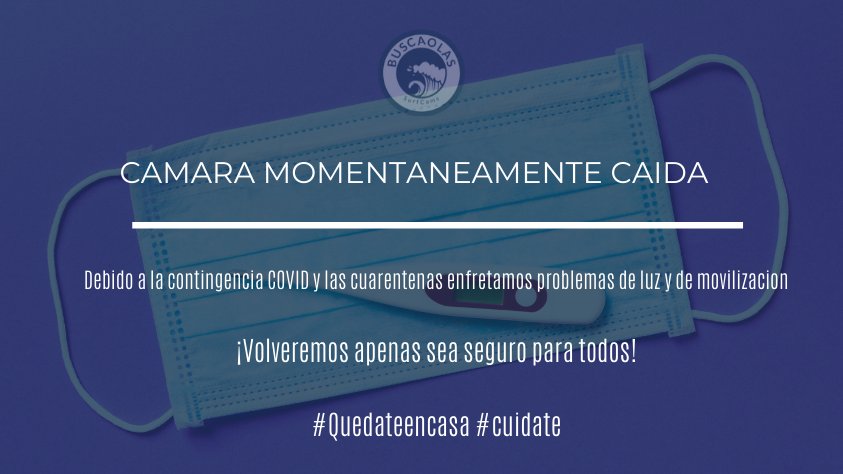 BUSCAOLAS
SurfCams
CAMARA MOMENTANEAMENTE CAIDA
Debido a la contingencia COVID y las cuarentenas enfretamos problemas de luz y de movilizacion
¡Volveremos apenas sea seguro para todos!
#Quedateencasa #cuidate